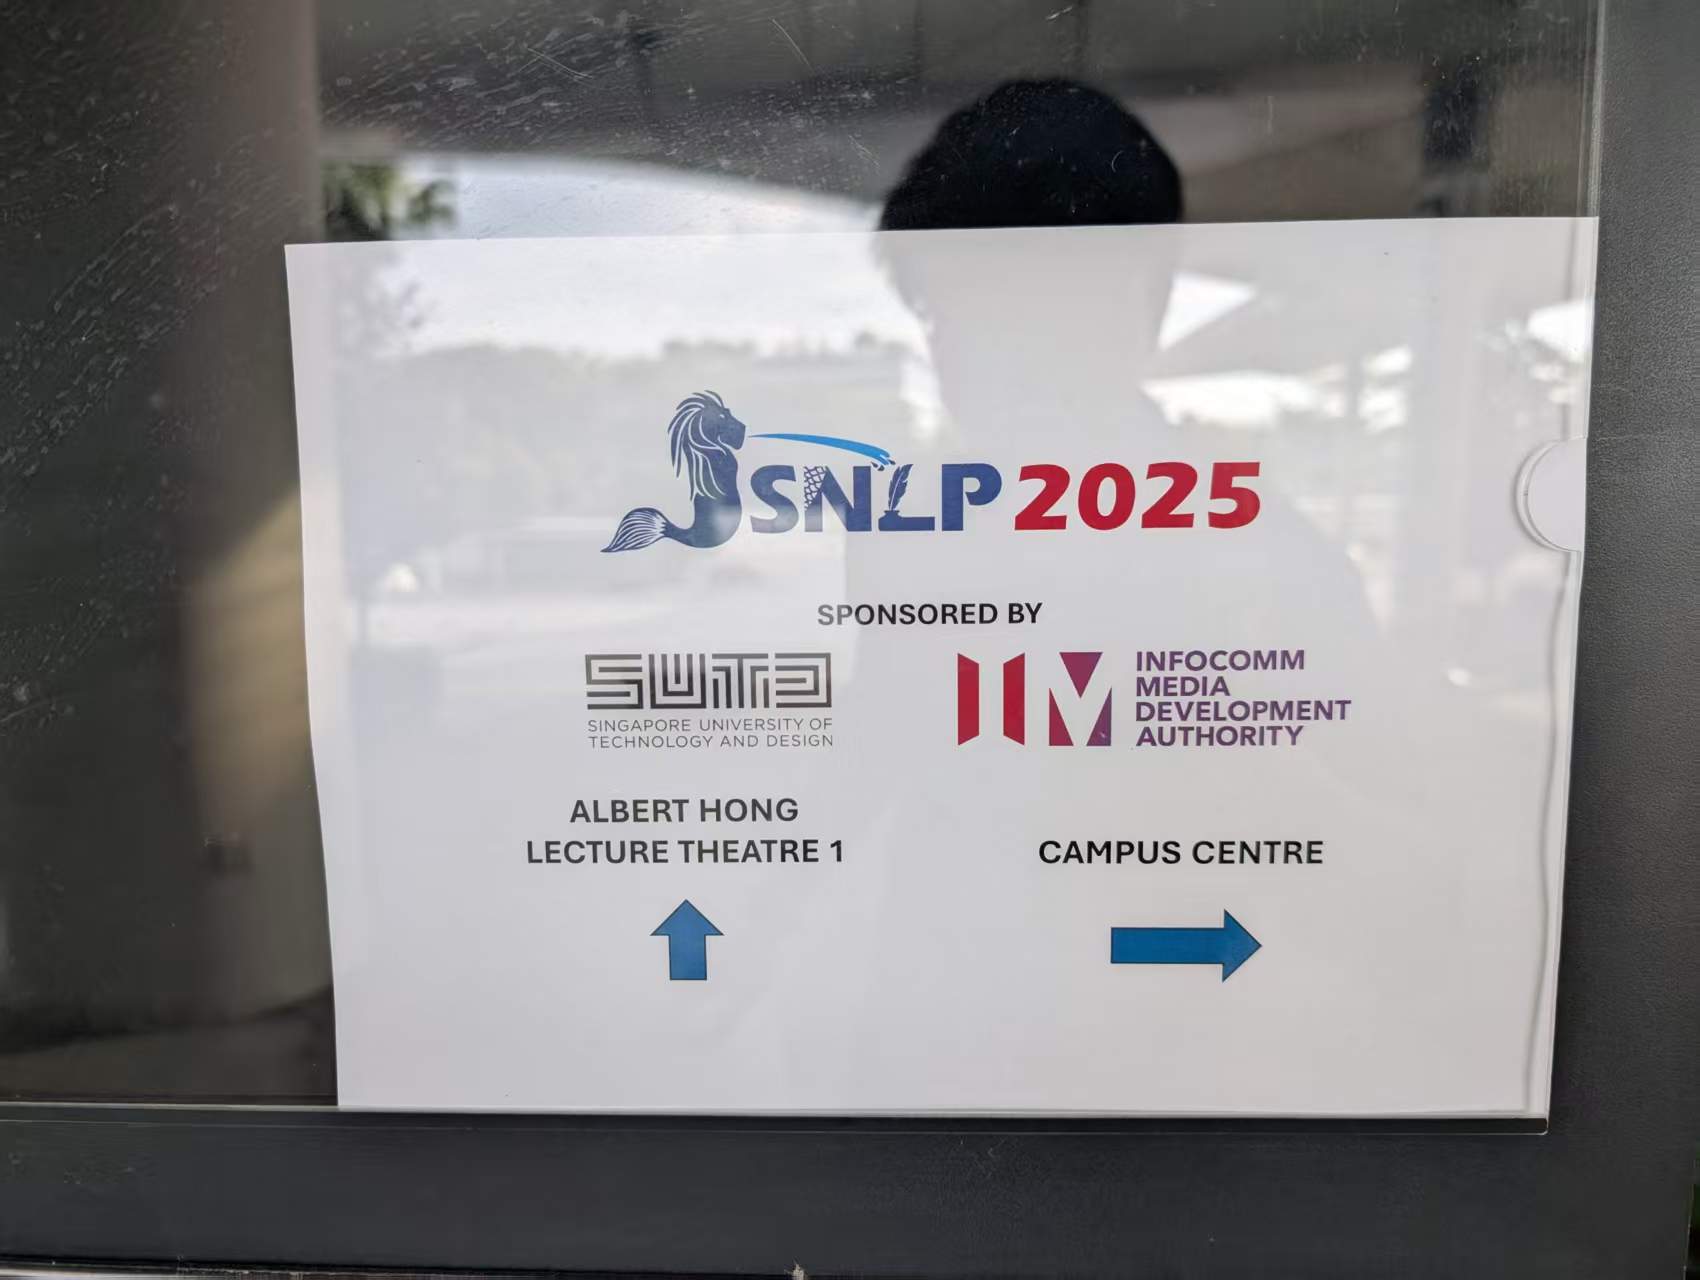 SNLP 2025
SPONSORED BY
SUTD
SINGAPORE UNIVERSITY OF
TECHNOLOGY AND DESIGN
IM
INFOCOMM
MEDIA
DEVELOPMENT
AUTHORITY
ALBERT HONG
LECTURE THEATRE 1
CAMPUS CENTRE